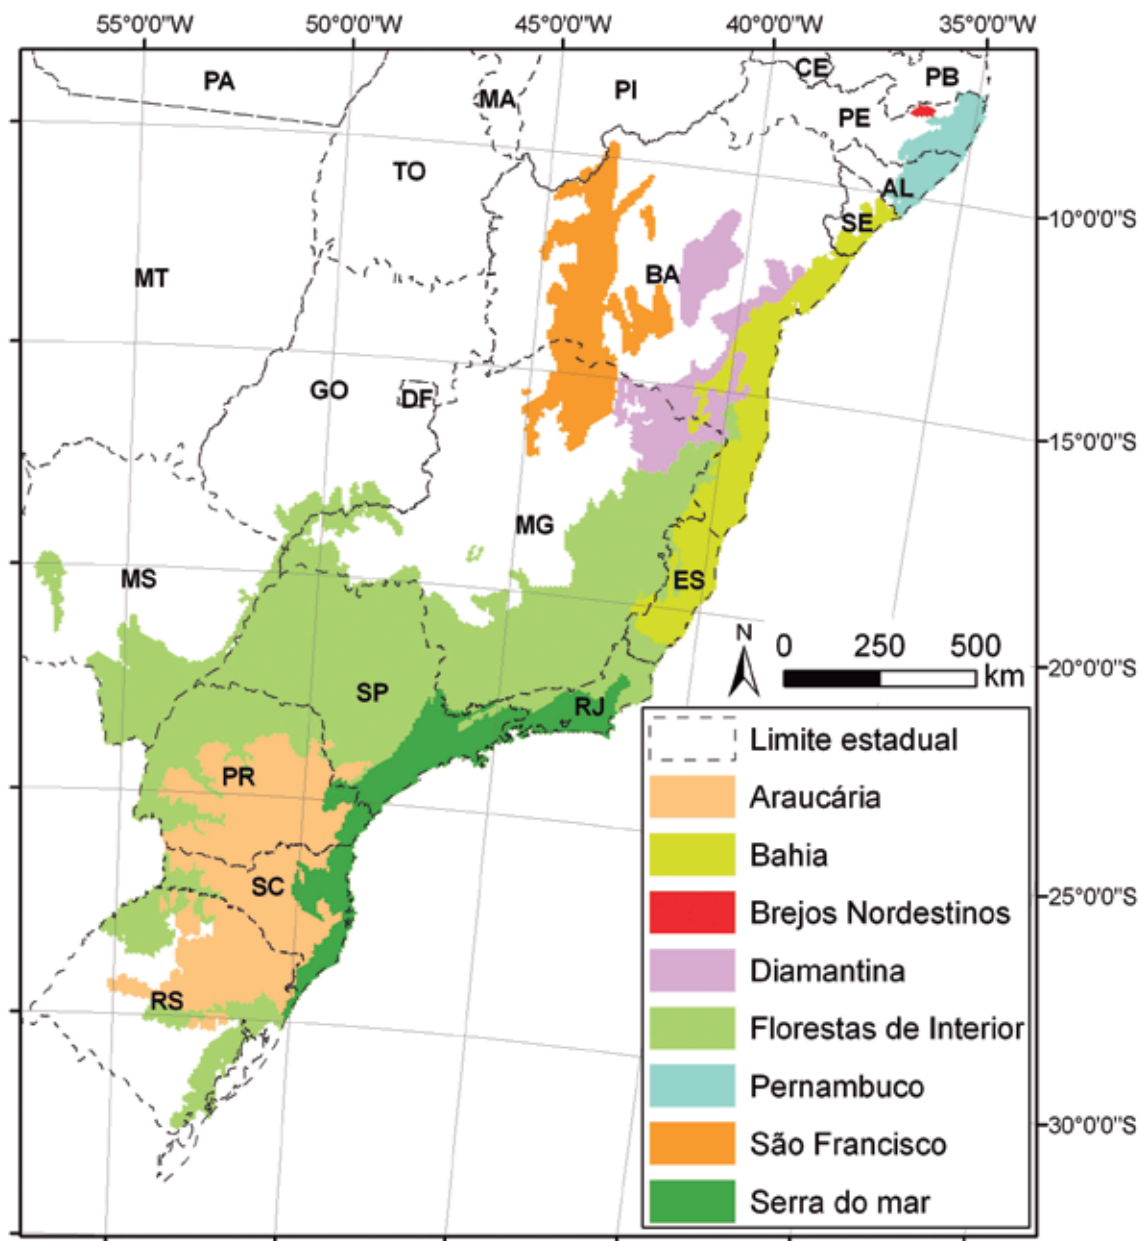 55°0'0"W 50°0'0"W 45°0'0"W 40°0'0"W 35°0'0"W
PA
MA
PI
CE
PB
PE
TO
AL
10°0'0"S
SE
MT
BA
GO
DF
15°0'0"S
MG
MS
ES
N
0 250 500
km
20°0'0"S
SP
RJ
Limite estadual
PR
Araucária
Bahia
SC
25°0'0"S
Brejos Nordestinos
Diamantina
RS
Florestas de Interior
Pernambuco
30°0'0"S
São Francisco
Serra do mar